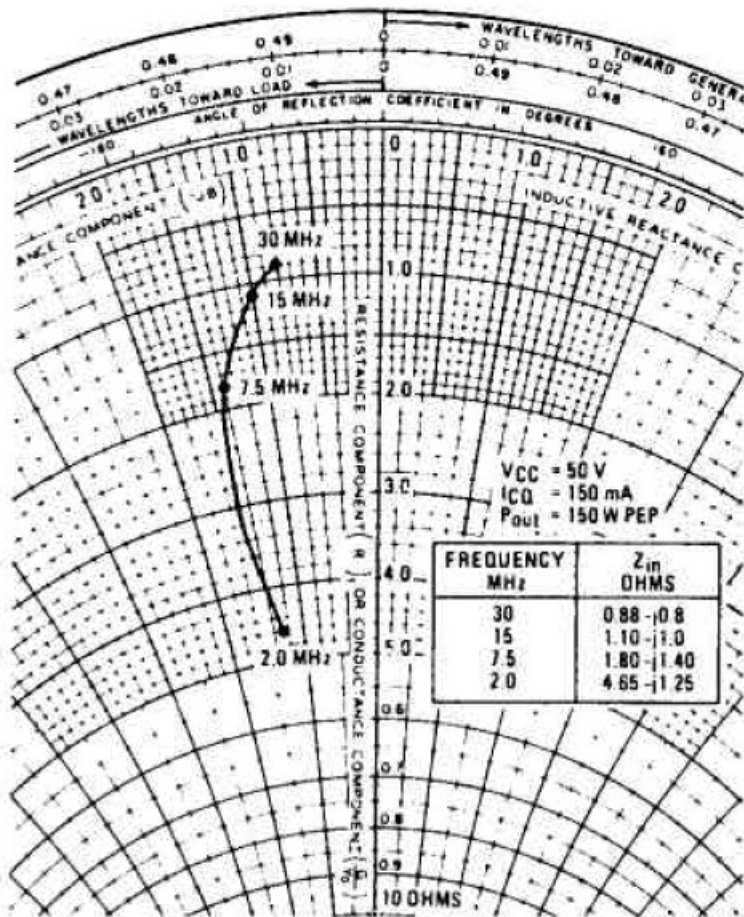 WAVELENGTHS TOWARD GENERA
0.47 0.48 0.49 0 0.01 0.02 0.03
0.03 0.02 0.01 0 0.49 0.48 0.47
WAVELENGTHS TOWARD LOAD
ANGLE OF REFLECTION COEFFICIENT IN DEGREES
-160 160
2.0 1.0 0 1.0 2.0
ANCE COMPONENT
INDUCTIVE REACTANCE C
30 MHz
15 MHz
7.5 MHz
2.0 MHz
RESISTANCE COMPONENT (R) OR CONDUCTANCE COMPONENT (G/Y0)
1.0
2.0
3.0
4.0
5.0
0.6
0.7
0.8
0.9
10 OHMS
VCC = 50 V
ICQ = 150 mA
Pout = 150 W PEP
FREQUENCY MHz
Zin OHMS
30 0.88 -j0.8
15 1.10 -j1.0
7.5 1.80 -j1.40
2.0 4.65 -j1.25